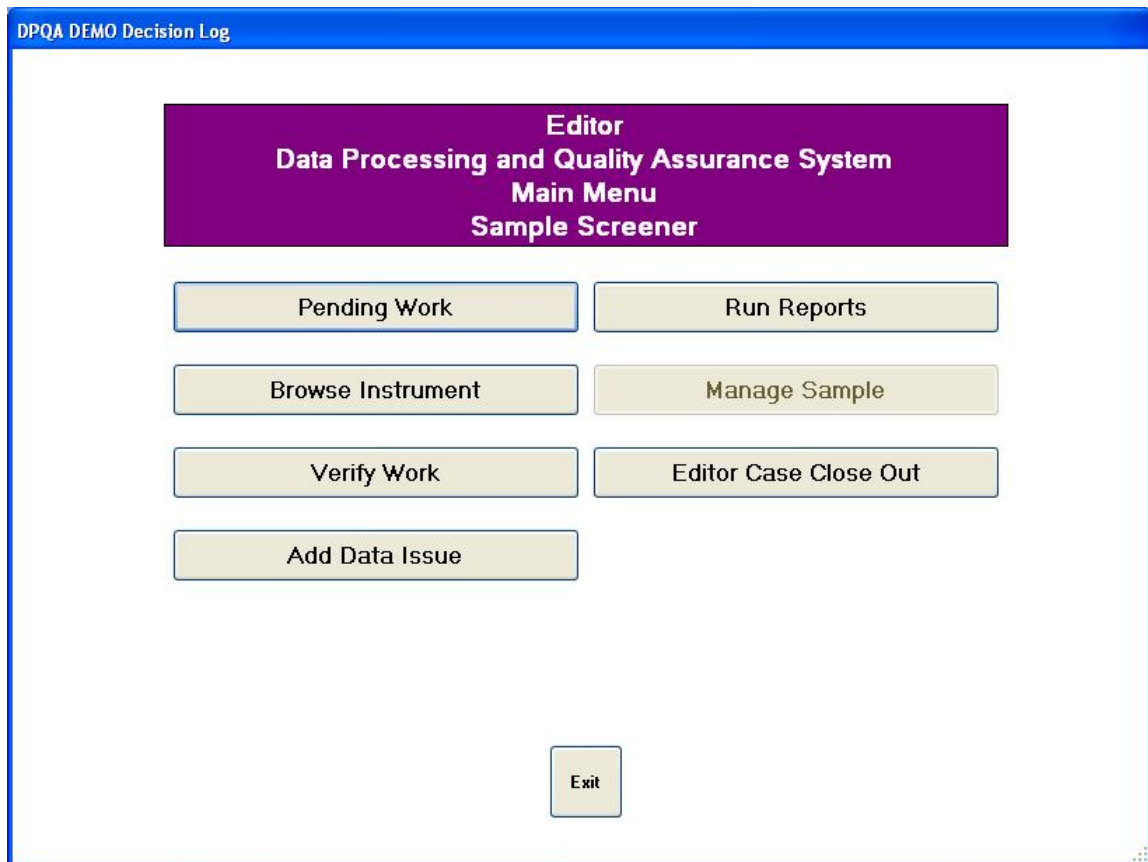 DPQA DEMO Decision Log
Editor
Data Processing and Quality Assurance System
Main Menu
Sample Screener
Pending Work
Run Reports
Browse Instrument
Manage Sample
Verify Work
Editor Case Close Out
Add Data Issue
Exit